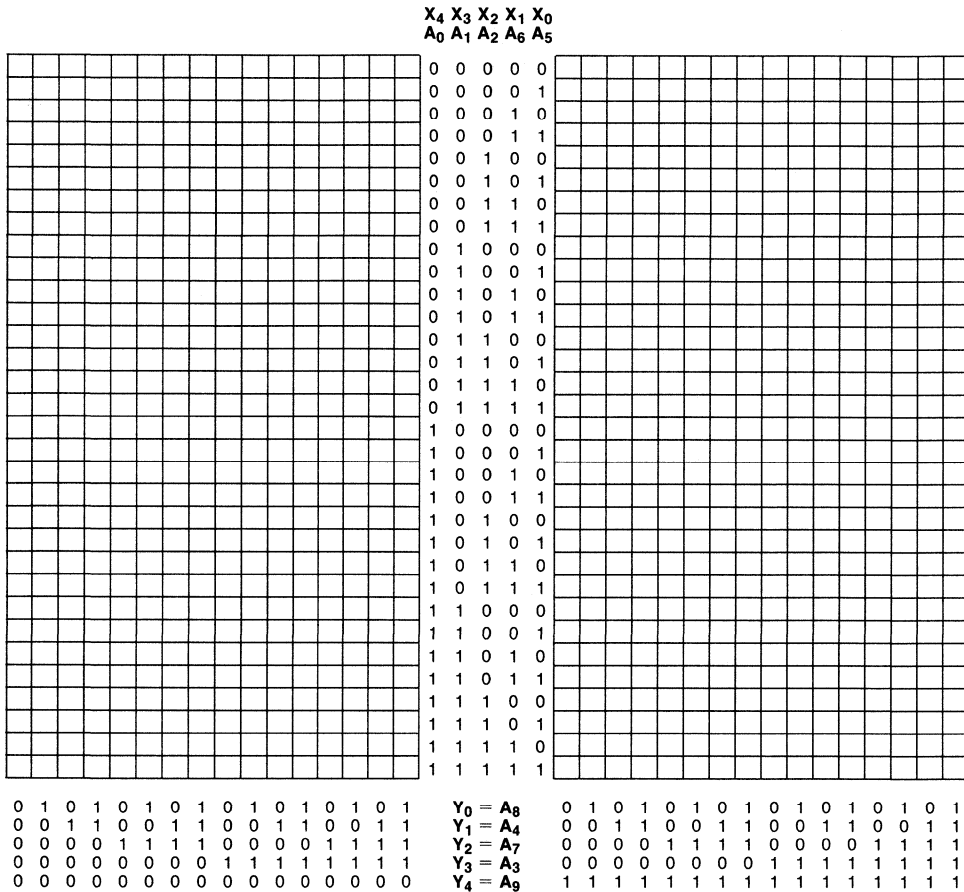 X4 X3 X2 X1 X0
A0 A1 A2 A6 A5
0 0 0 0 0
0 0 0 0 1
0 0 0 1 0
0 0 0 1 1
0 0 1 0 0
0 0 1 0 1
0 0 1 1 0
0 0 1 1 1
0 1 0 0 0
0 1 0 0 1
0 1 0 1 0
0 1 0 1 1
0 1 1 0 0
0 1 1 0 1
0 1 1 1 0
0 1 1 1 1
1 0 0 0 0
1 0 0 0 1
1 0 0 1 0
1 0 0 1 1
1 0 1 0 0
1 0 1 0 1
1 0 1 1 0
1 0 1 1 1
1 1 0 0 0
1 1 0 0 1
1 1 0 1 0
1 1 0 1 1
1 1 1 0 0
1 1 1 0 1
1 1 1 1 0
1 1 1 1 1
0 1 0 1 0 1 0 1 0 1 0 1 0 1 0 1 Y0 = A8 0 1 0 1 0 1 0 1 0 1 0 1 0 1 0 1
0 0 1 1 0 0 1 1 0 0 1 1 0 0 1 1 Y1 = A4 0 0 1 1 0 0 1 1 0 0 1 1 0 0 1 1
0 0 0 0 1 1 1 1 0 0 0 0 1 1 1 1 Y2 = A7 0 0 0 0 1 1 1 1 0 0 0 0 1 1 1 1
0 0 0 0 0 0 0 0 1 1 1 1 1 1 1 1 Y3 = A3 0 0 0 0 0 0 0 0 1 1 1 1 1 1 1 1
0 0 0 0 0 0 0 0 0 0 0 0 0 0 0 0 Y4 = A9 1 1 1 1 1 1 1 1 1 1 1 1 1 1 1 1